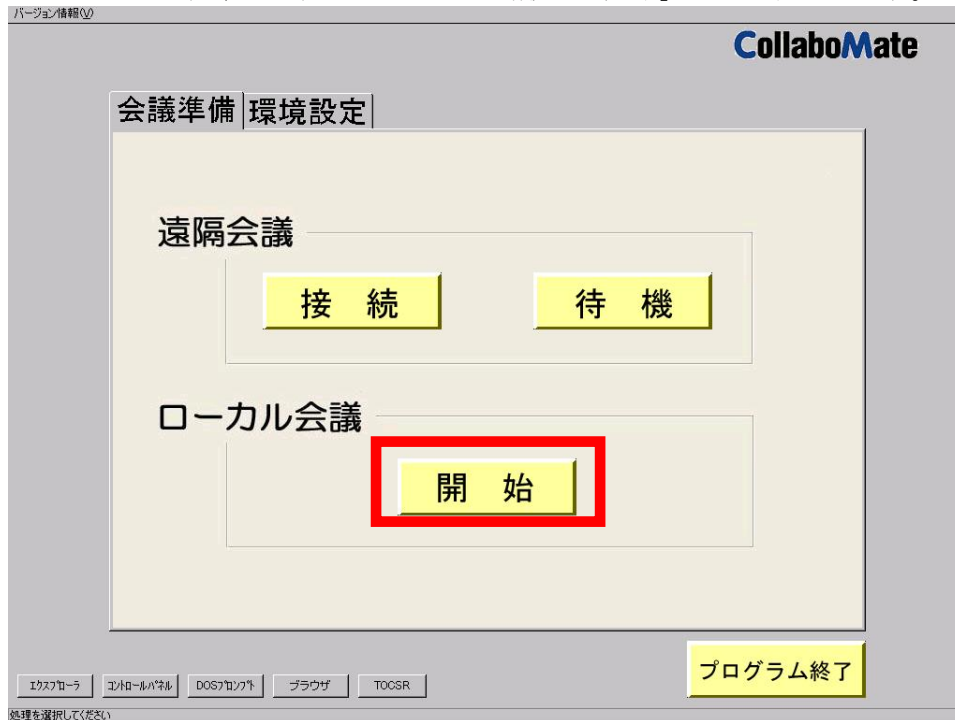 バージョン情報(V)
CollaboMate
会議準備 環境設定
遠隔会議
接 続 待 機
ローカル会議
開 始
プログラム終了
ｴｸｽﾌﾟﾛｰﾗ ｺﾝﾄﾛｰﾙﾊﾟﾈﾙ DOSﾌﾟﾛﾝﾌﾟﾄ ブラウザ TOCSR
処理を選択してください